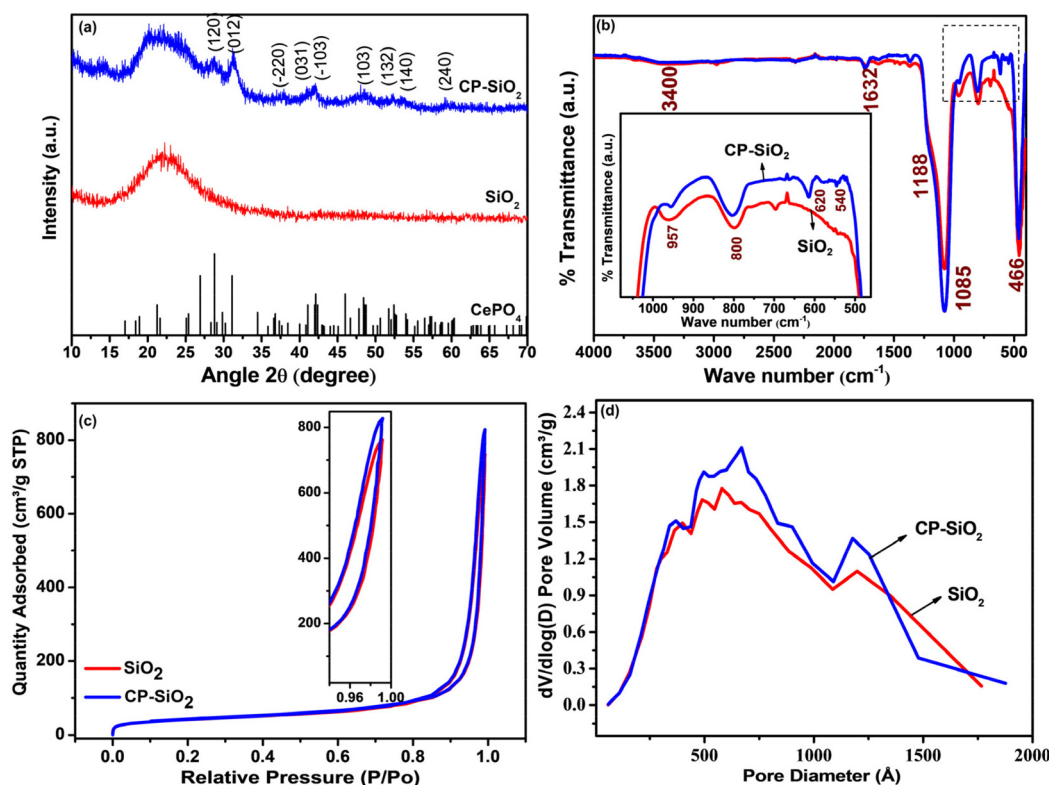 (a)
(120)
(012)
(-220)
(031)
(-103)
(103)
(132)
(140)
(240)
CP-SiO₂
SiO₂
CePO₄
Intensity (a.u.)
10 15 20 25 30 35 40 45 50 55 60 65 70
Angle 2θ (degree)
(b)
3400
1632
1188
1085
466
% Transmittance (a.u.)
CP-SiO₂
SiO₂
957
800
620
540
% Transmittance (a.u.)
1000 900 800 700 600 500
Wave number (cm⁻¹)
4000 3500 3000 2500 2000 1500 1000 500
Wave number (cm⁻¹)
(c)
800
600
400
200
0
Quantity Adsorbed (cm³/g STP)
800
600
400
200
0.96 1.00
SiO₂
CP-SiO₂
0.0 0.2 0.4 0.6 0.8 1.0
Relative Pressure (P/Po)
(d)
2.4
2.1
1.8
1.5
1.2
0.9
0.6
0.3
0.0
dV/dlog(D) Pore Volume (cm³/g)
CP-SiO₂
SiO₂
500 1000 1500 2000
Pore Diameter (Å)